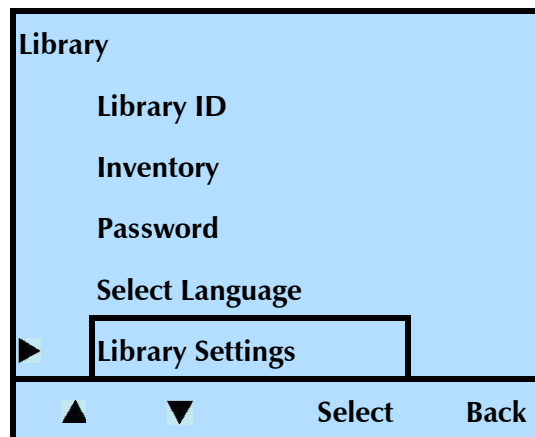 Library
Library ID
Inventory
Password
Select Language
Library Settings
Select Back